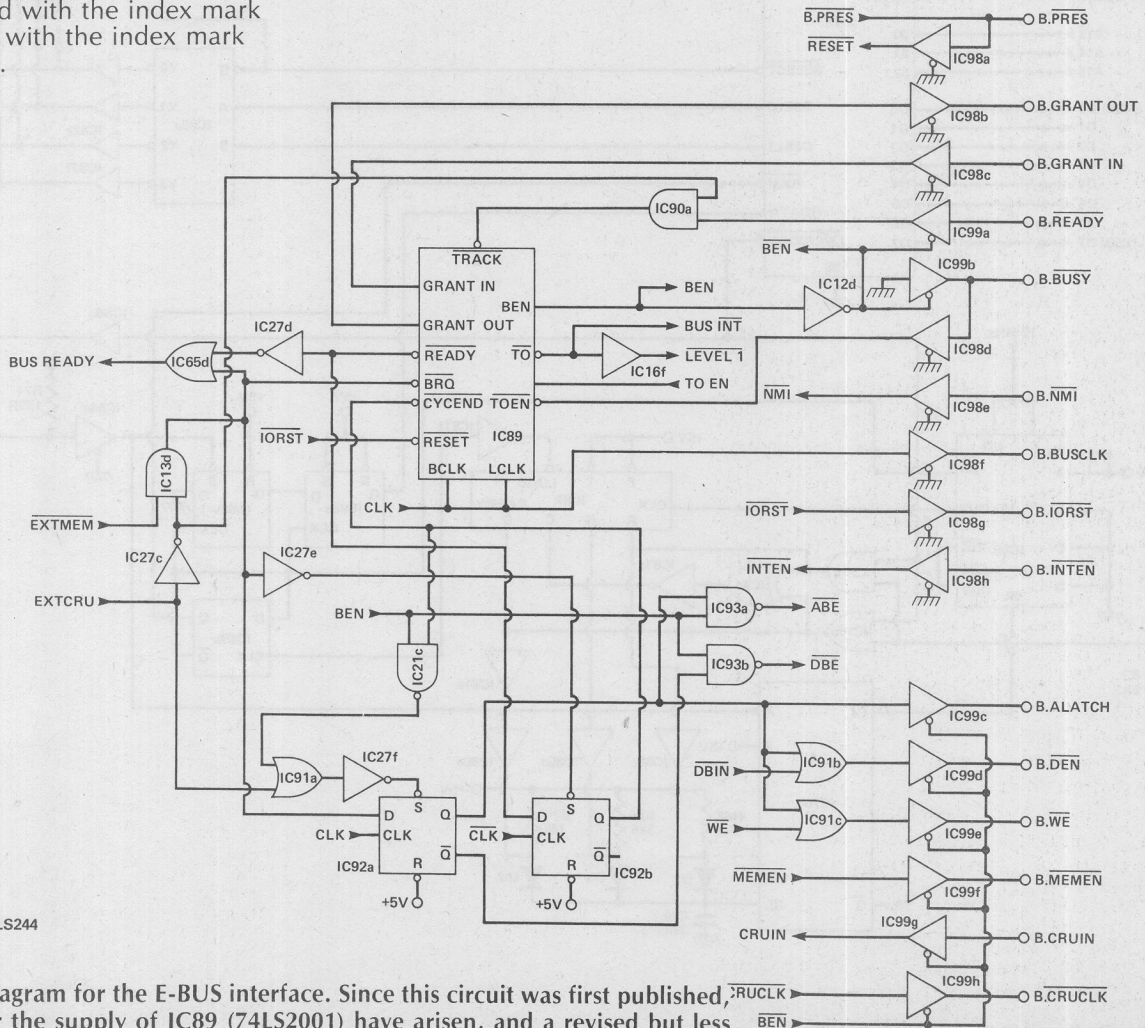 d with the index mark
with the index mark
.
B.PRES
B.PRES
RESET
IC98a
IC98b
B.GRANT OUT
IC98c
B.GRANT IN
IC90a
IC99a
B.READY
TRACK
BEN
IC99b
GRANT IN
BEN
BEN
IC12d
B.BUSY
GRANT OUT
BUS INT
IC27d
BUS READY
IC65d
READY
TO
LEVEL 1
IC98d
IC16f
BRQ
TO EN
CYCEND
TOEN
NMI
IC98e
B.NMI
IORST
RESET
IC89
IC13d
BCLK
LCLK
IC98f
B.BUSCLK
CLK
EXTMEM
IORST
IC98g
B.IORST
IC27c
IC27e
INTEN
IC98h
B.INTEN
EXTCRU
BEN
IC93a
ABE
IC21c
IC93b
DBE
IC99c
B.ALATCH
IC27f
IC91a
DBIN
IC91b
IC99d
B.DEN
S
S
D
Q
D
Q
IC91c
CLK
CLK
CLK
CLK
WE
IC99e
B.WE
IC92a
R
Q
R
Q
IC92b
MEMEN
IC99f
B.MEMEN
+5V
+5V
IC99g
LS244
CRUIN
B.CRUIN
IC99h
agram for the E-BUS interface. Since this circuit was first published,
RUCLK
B.CRUCLK
the supply of IC89 (74LS2001) have arisen, and a revised but less
BEN